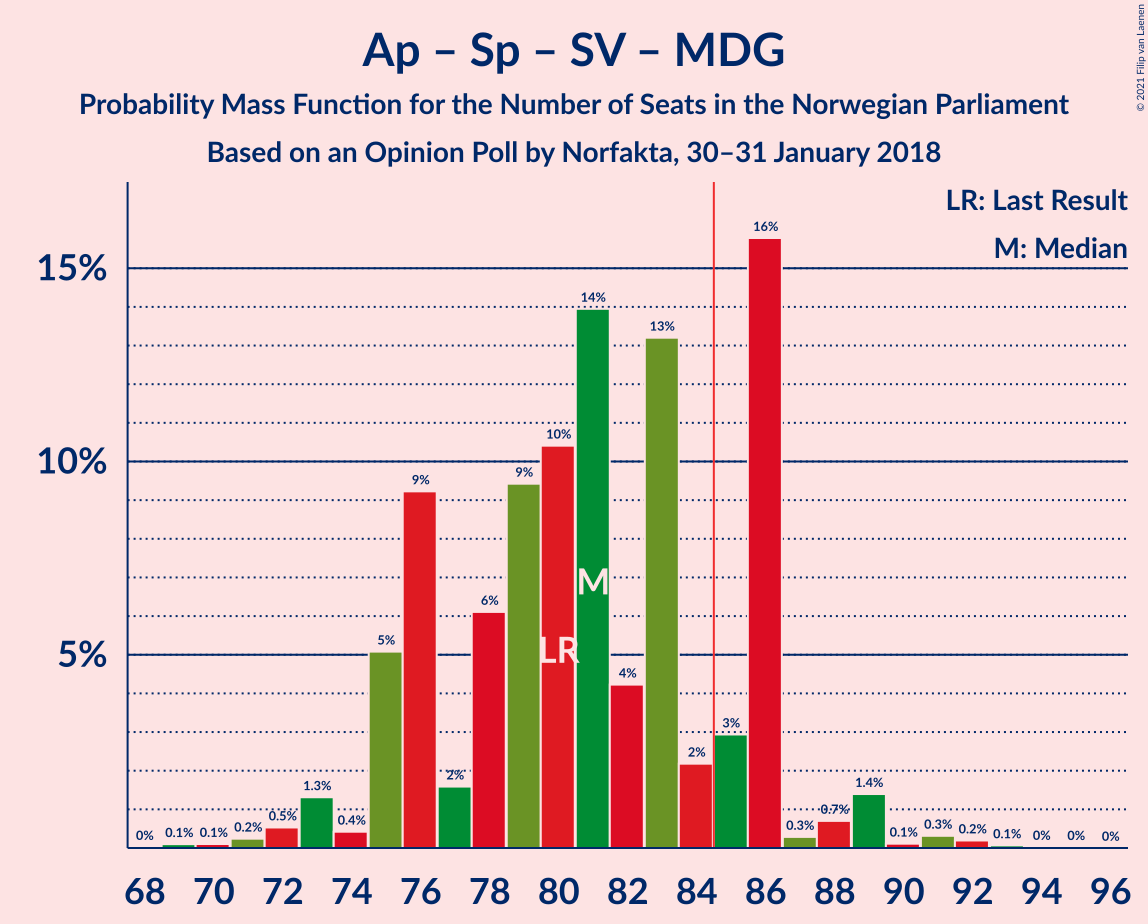 Ap – Sp – SV – MDG
Probability Mass Function for the Number of Seats in the Norwegian Parliament
Based on an Opinion Poll by Norfakta, 30–31 January 2018
© 2021 Filip van Laenen
LR: Last Result
M: Median
15%
10%
5%
0% 0.1% 0.1% 0.2% 0.5% 1.3% 0.4% 5% 9% 2% 6% 9% 10% 14% 4% 13% 2% 3% 16% 0.3% 0.7% 1.4% 0.1% 0.3% 0.2% 0.1% 0% 0% 0%
M
LR
68 70 72 74 76 78 80 82 84 86 88 90 92 94 96